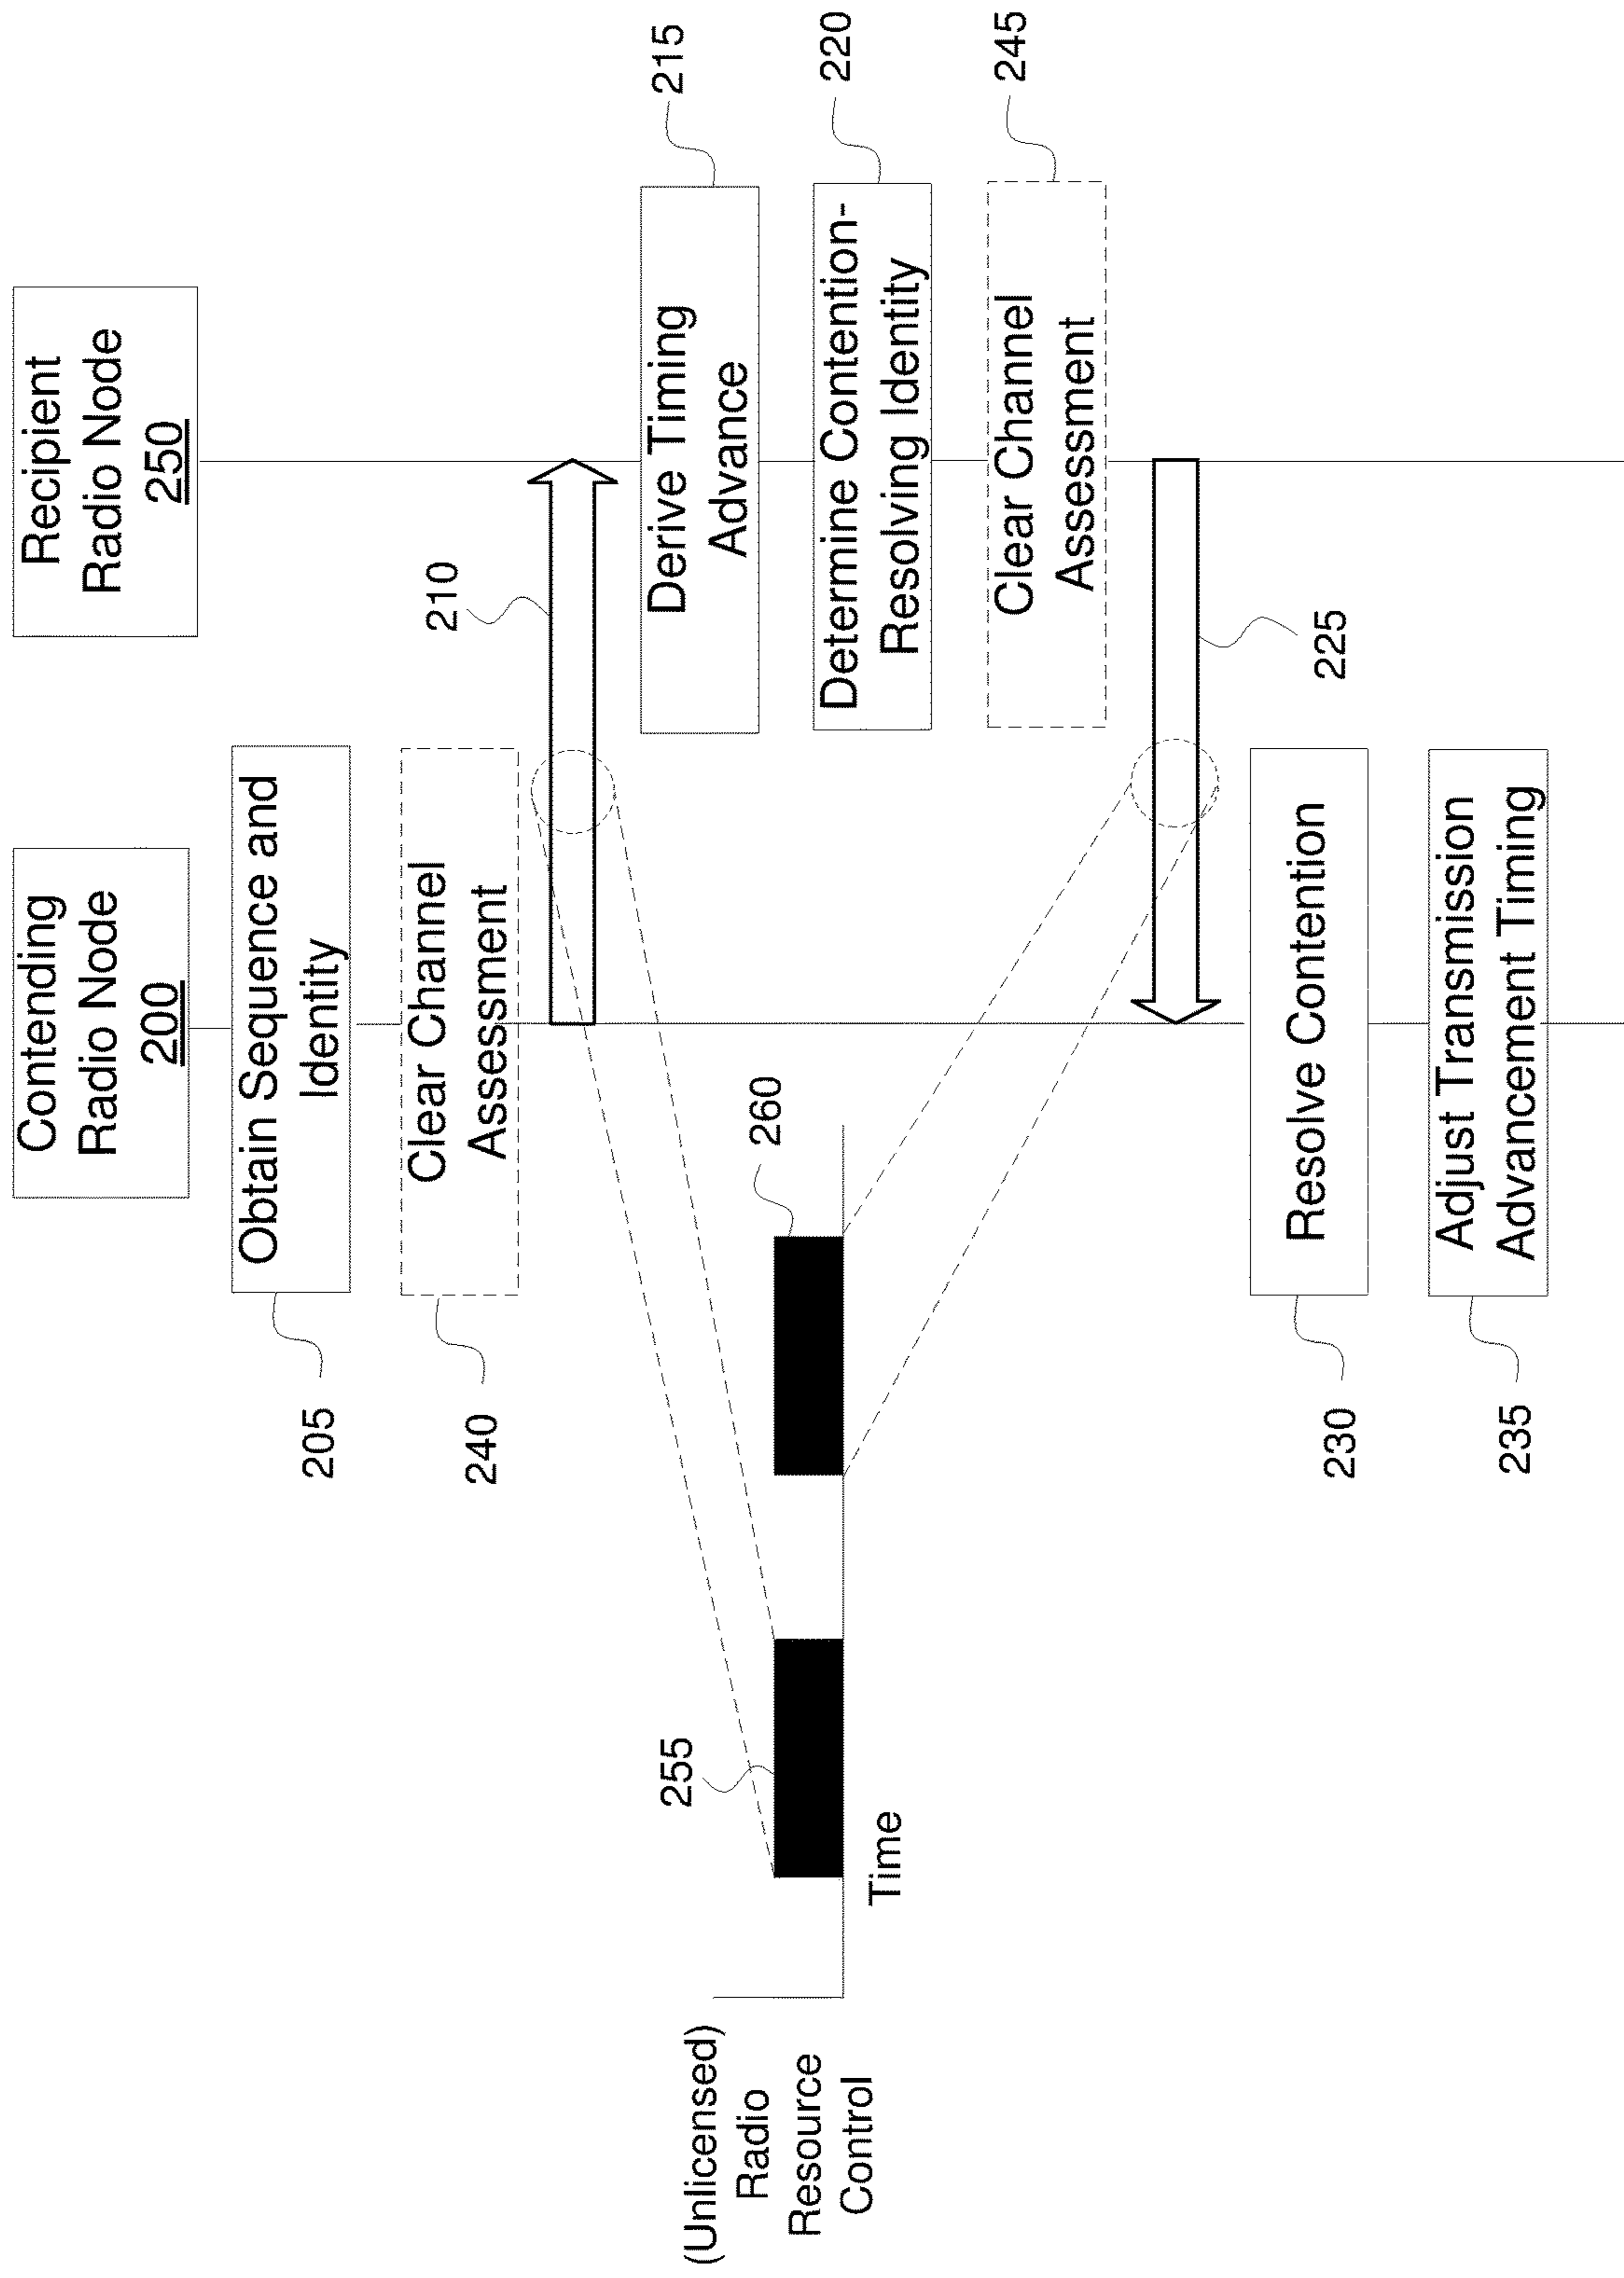 Contending
Radio Node
200
Recipient
Radio Node
250
205
Obtain Sequence and
Identity
240
Clear Channel
Assessment
210
Derive Timing
Advance
215
Determine Contention-
Resolving Identity
220
Clear Channel
Assessment
245
225
(Unlicensed)
Radio
Resource
Control
255
260
Time
230
Resolve Contention
235
Adjust Transmission
Advancement Timing